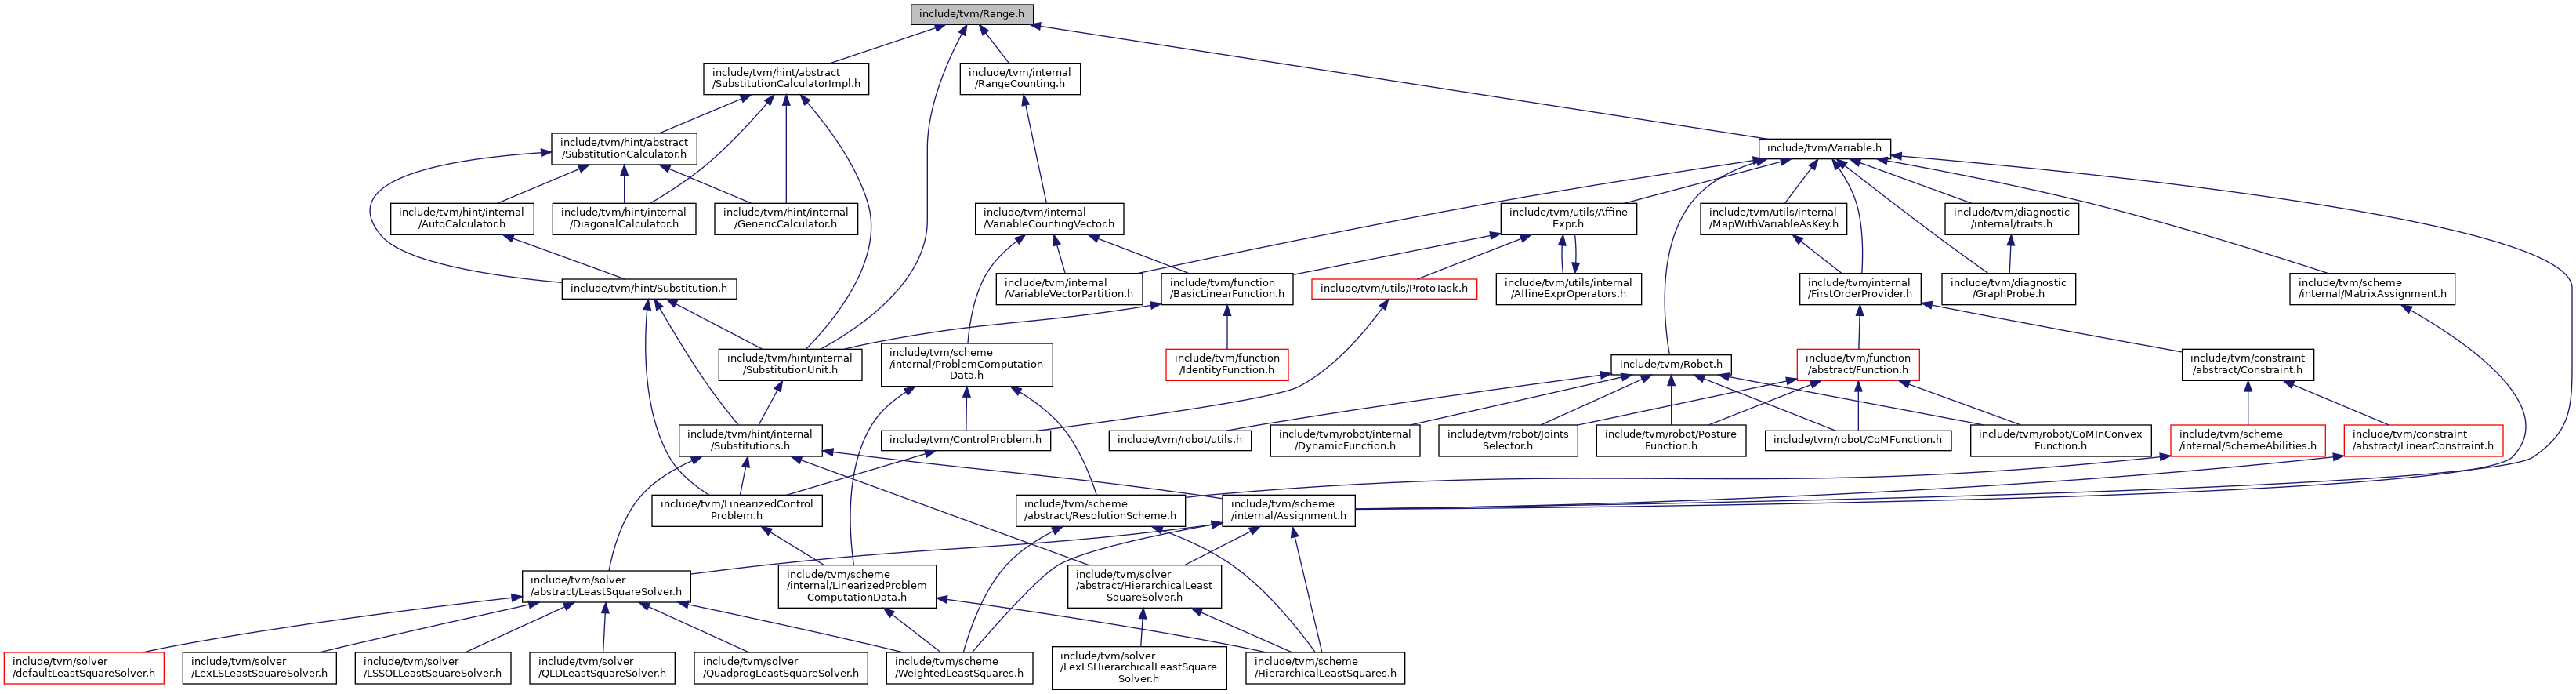 include/tvm/Range.h
include/tvm/hint/abstract
/SubstitutionCalculatorImpl.h
include/tvm/internal
/RangeCounting.h
include/tvm/hint/abstract
/SubstitutionCalculator.h
include/tvm/Variable.h
include/tvm/hint/internal
/AutoCalculator.h
include/tvm/hint/internal
/DiagonalCalculator.h
include/tvm/hint/internal
/GenericCalculator.h
include/tvm/internal
/VariableCountingVector.h
include/tvm/utils/Affine
Expr.h
include/tvm/utils/internal
/MapWithVariableAsKey.h
include/tvm/diagnostic
/internal/traits.h
include/tvm/hint/Substitution.h
include/tvm/internal
/VariableVectorPartition.h
include/tvm/function
/BasicLinearFunction.h
include/tvm/utils/ProtoTask.h
include/tvm/utils/internal
/AffineExprOperators.h
include/tvm/internal
/FirstOrderProvider.h
include/tvm/diagnostic
/GraphProbe.h
include/tvm/scheme
/internal/MatrixAssignment.h
include/tvm/hint/internal
/SubstitutionUnit.h
include/tvm/scheme
/internal/ProblemComputation
Data.h
include/tvm/function
/IdentityFunction.h
include/tvm/Robot.h
include/tvm/function
/abstract/Function.h
include/tvm/constraint
/abstract/Constraint.h
include/tvm/hint/internal
/Substitutions.h
include/tvm/ControlProblem.h
include/tvm/robot/utils.h
include/tvm/robot/internal
/DynamicFunction.h
include/tvm/robot/Joints
Selector.h
include/tvm/robot/Posture
Function.h
include/tvm/robot/CoMFunction.h
include/tvm/robot/CoMInConvex
Function.h
include/tvm/scheme
/internal/SchemeAbilities.h
include/tvm/constraint
/abstract/LinearConstraint.h
include/tvm/LinearizedControl
Problem.h
include/tvm/scheme
/abstract/ResolutionScheme.h
include/tvm/scheme
/internal/Assignment.h
include/tvm/solver
/abstract/LeastSquareSolver.h
include/tvm/scheme
/internal/LinearizedProblem
ComputationData.h
include/tvm/solver
/abstract/HierarchicalLeast
SquareSolver.h
include/tvm/solver
/defaultLeastSquareSolver.h
include/tvm/solver
/LexLSLeastSquareSolver.h
include/tvm/solver
/LSSOLLeastSquareSolver.h
include/tvm/solver
/QLDLeastSquareSolver.h
include/tvm/solver
/QuadprogLeastSquareSolver.h
include/tvm/scheme
/WeightedLeastSquares.h
include/tvm/solver
/LexLSHierarchicalLeastSquare
Solver.h
include/tvm/scheme
/HierarchicalLeastSquares.h